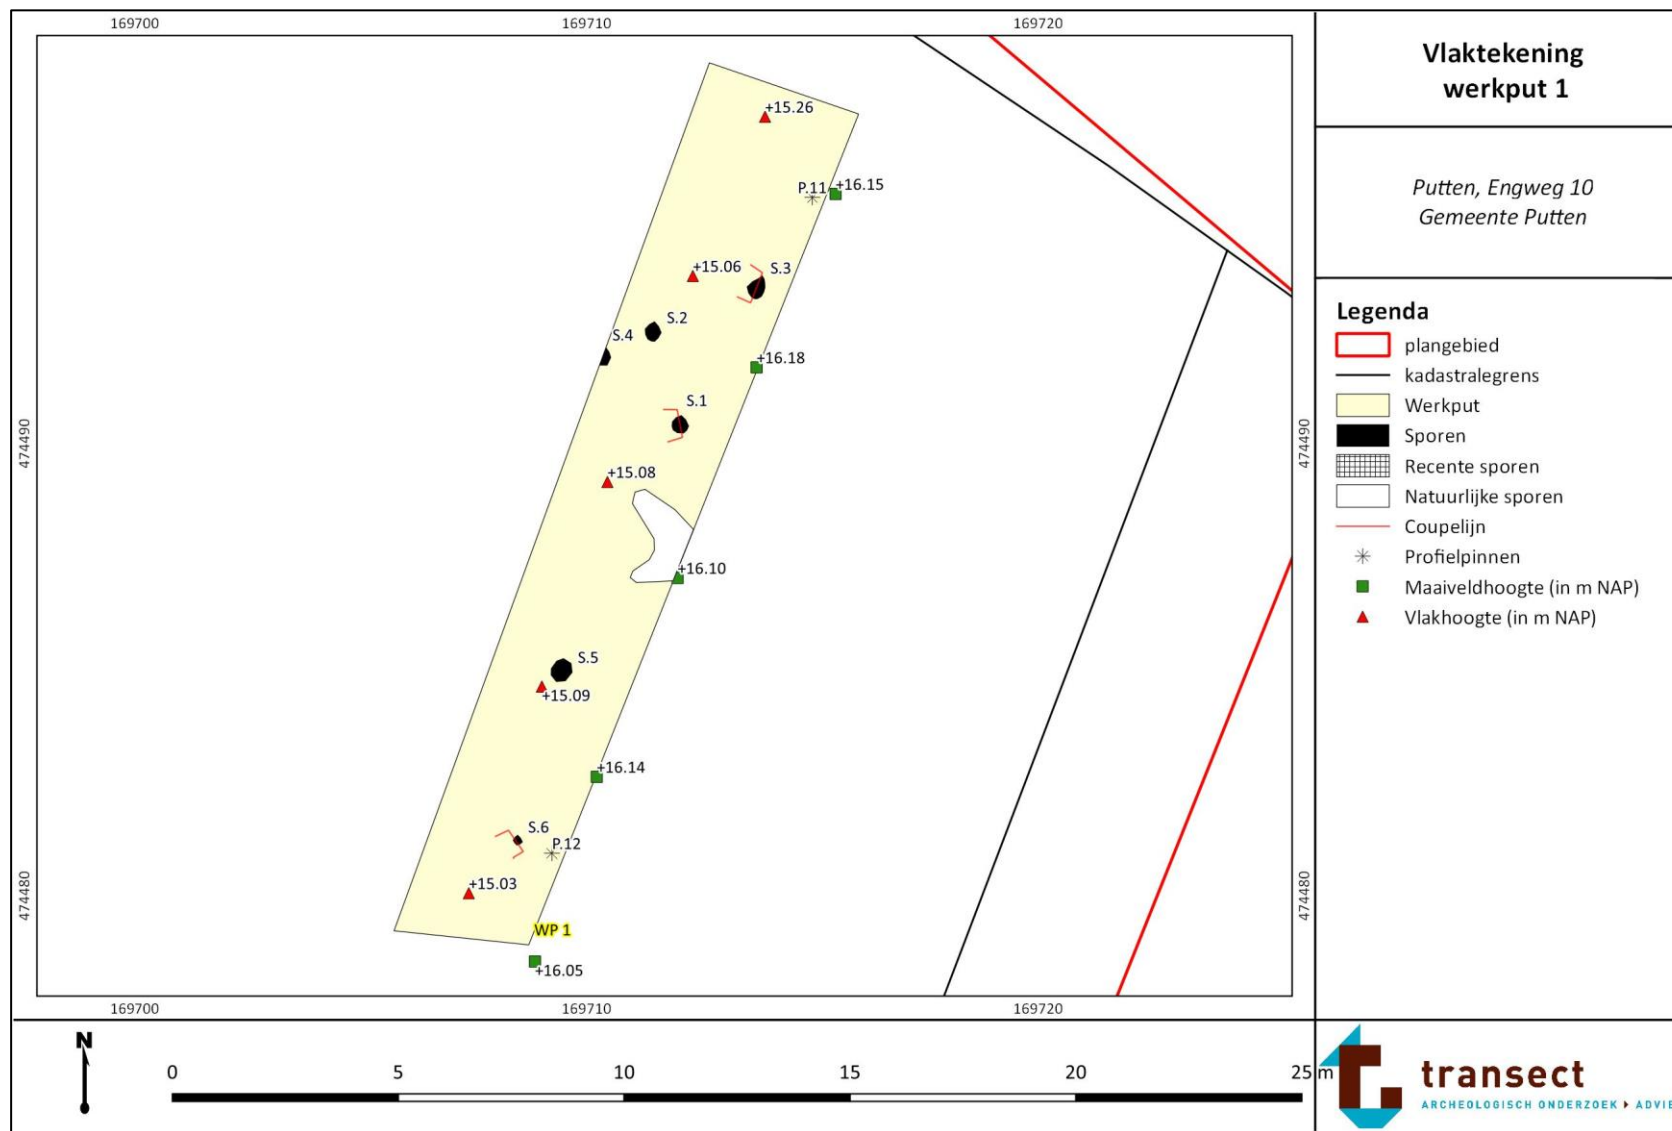 169700
169710
169720
+15.26
P.11
+16.15
+15.06
S.3
S.2
S.4
+16.18
S.1
474490
474490
+15.08
+16.10
S.5
+15.09
+16.14
S.6
P.12
+15.03
474480
474480
WP 1
+16.05
169700
169710
169720
N
0
5
10
15
20
25 m
Vlaktekening
werkput 1
Putten, Engweg 10
Gemeente Putten
Legenda
plangebied
kadastralegrens
Werkput
Sporen
Recente sporen
Natuurlijke sporen
Coupelijn
Profielpinnen
Maaiveldhoogte (in m NAP)
Vlakhoogte (in m NAP)
transect
ARCHEOLOGISCH ONDERZOEK ADVIE